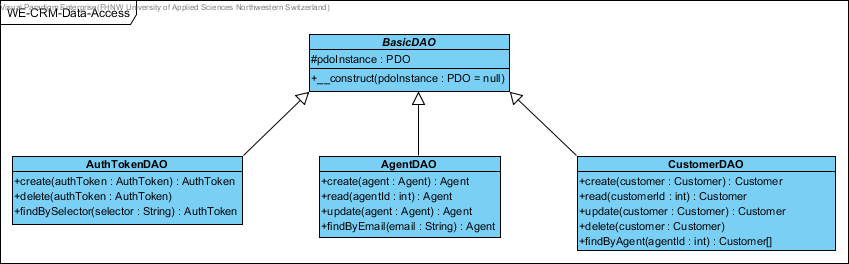 Visual Paradigm Enterprise(FHNW University of Applied Sciences Northwestern Switzerland)
WE-CRM-Data-Access
BasicDAO
#pdoInstance : PDO
+__construct(pdoInstance : PDO = null)
AuthTokenDAO
+create(authToken : AuthToken) : AuthToken
+delete(authToken : AuthToken)
+findBySelector(selector : String) : AuthToken
AgentDAO
+create(agent : Agent) : Agent
+read(agentId : int) : Agent
+update(agent : Agent) : Agent
+findByEmail(email : String) : Agent
CustomerDAO
+create(customer : Customer) : Customer
+read(customerId : int) : Customer
+update(customer : Customer) : Customer
+delete(customer : Customer)
+findByAgent(agentId : int) : Customer[]